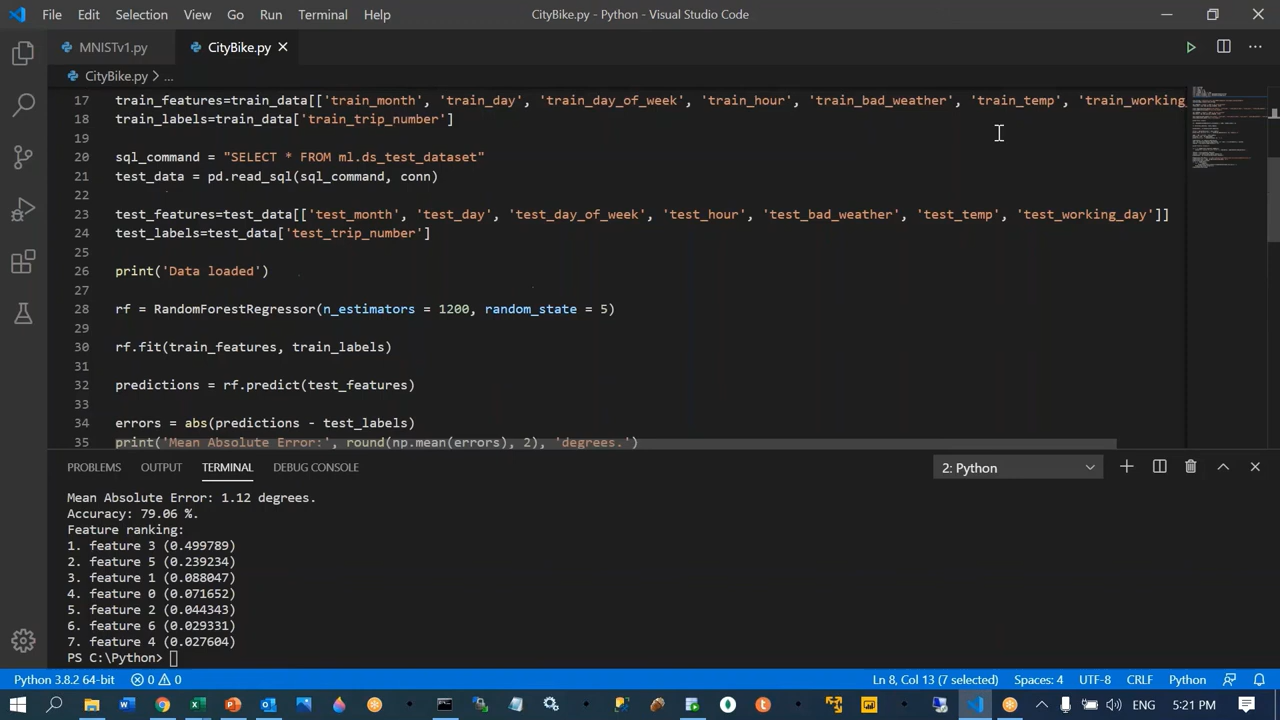 File Edit Selection View Go Run Terminal Help CityBike.py - Python - Visual Studio Code
MNISTv1.py CityBike.py
CityBike.py > ...
17 train_features=train_data[['train_month', 'train_day', 'train_day_of_week', 'train_hour', 'train_bad_weather', 'train_temp', 'train_working_
18 train_labels=train_data['train_trip_number']
19
20 sql_command = "SELECT * FROM ml.ds_test_dataset"
21 test_data = pd.read_sql(sql_command, conn)
22
23 test_features=test_data[['test_month', 'test_day', 'test_day_of_week', 'test_hour', 'test_bad_weather', 'test_temp', 'test_working_day']]
24 test_labels=test_data['test_trip_number']
25
26 print('Data loaded')
27
28 rf = RandomForestRegressor(n_estimators = 1200, random_state = 5)
29
30 rf.fit(train_features, train_labels)
31
32 predictions = rf.predict(test_features)
33
34 errors = abs(predictions - test_labels)
35 print('Mean Absolute Error:', round(np.mean(errors), 2), 'degrees.')
PROBLEMS OUTPUT TERMINAL DEBUG CONSOLE 2: Python
Mean Absolute Error: 1.12 degrees.
Accuracy: 79.06 %.
Feature ranking:
1. feature 3 (0.499789)
2. feature 5 (0.239234)
3. feature 1 (0.088047)
4. feature 0 (0.071652)
5. feature 2 (0.044343)
6. feature 6 (0.029331)
7. feature 4 (0.027604)
PS C:\Python>
Python 3.8.2 64-bit 0 0 Ln 8, Col 13 (7 selected) Spaces: 4 UTF-8 CRLF Python
ENG 5:21 PM